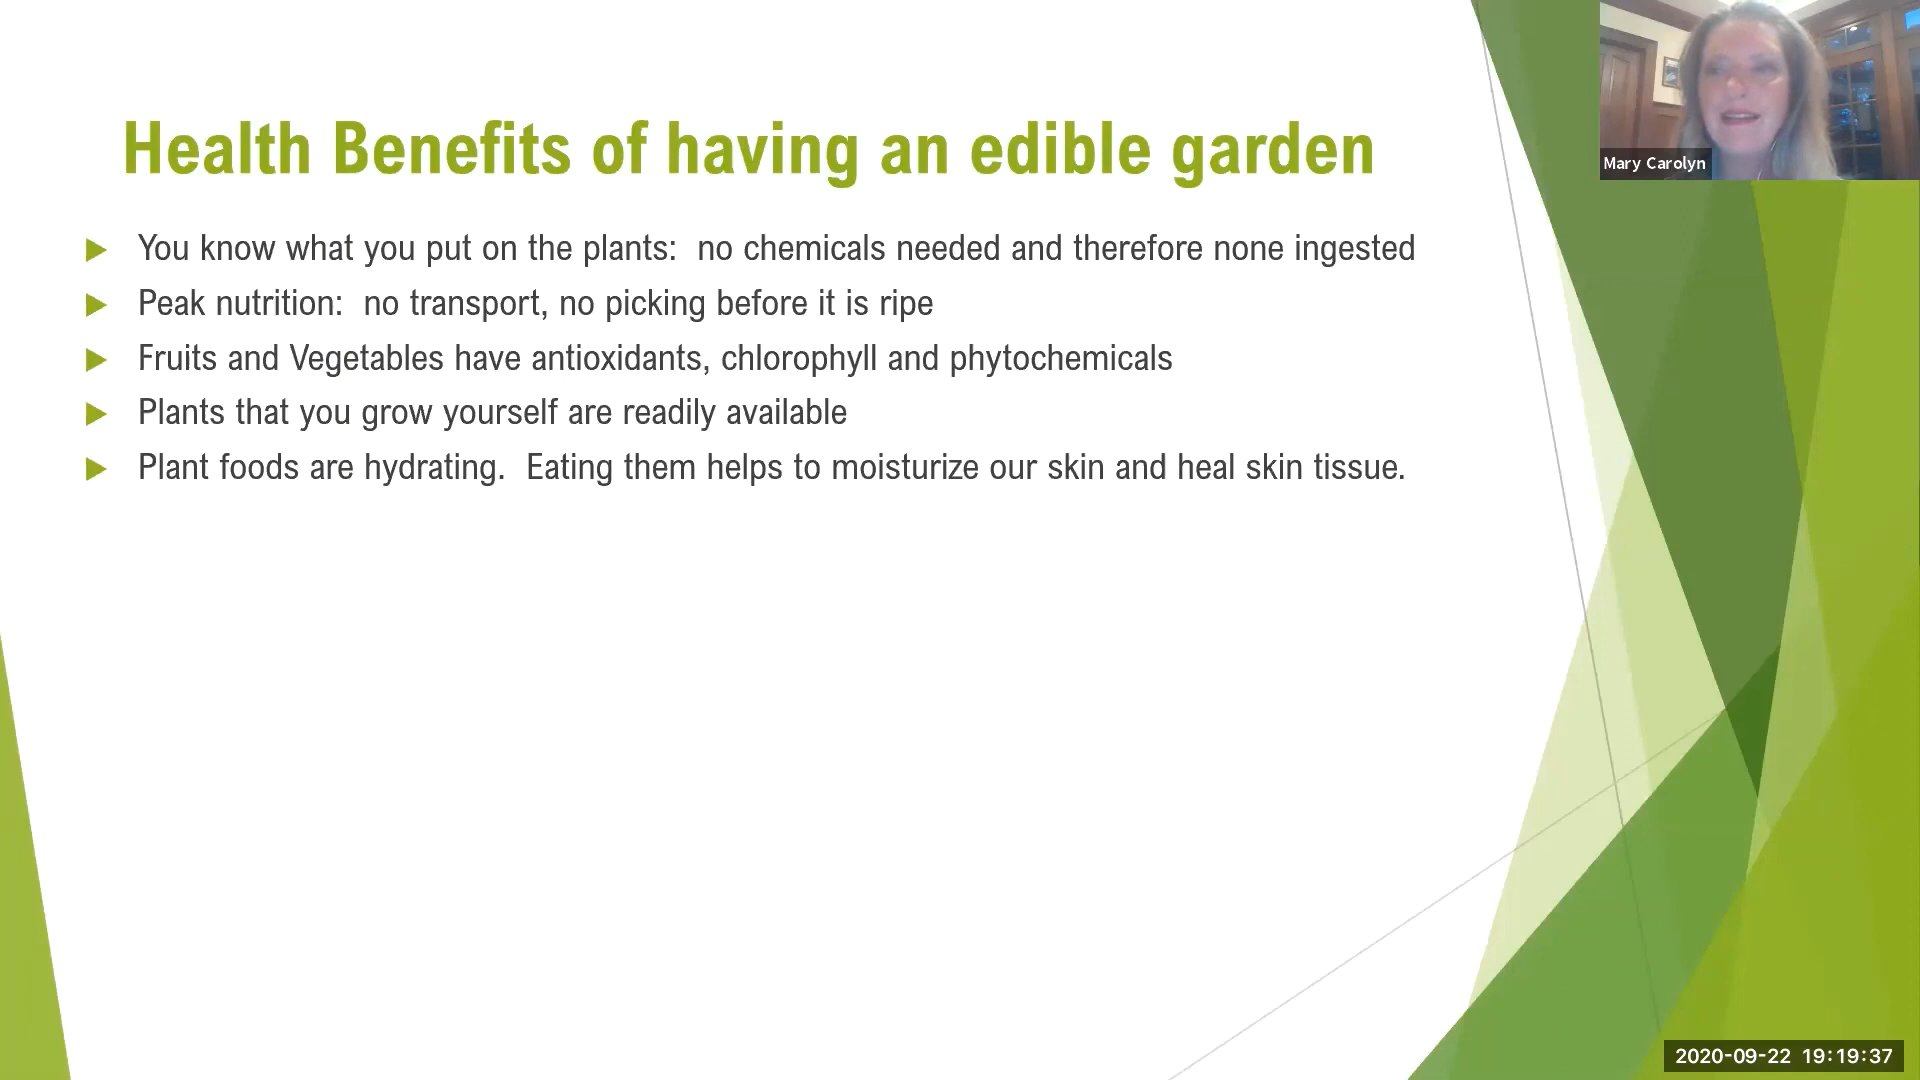 Health Benefits of having an edible garden
You know what you put on the plants:  no chemicals needed and therefore none ingested
Peak nutrition:  no transport, no picking before it is ripe
Fruits and Vegetables have antioxidants, chlorophyll and phytochemicals
Plants that you grow yourself are readily available
Plant foods are hydrating.  Eating them helps to moisturize our skin and heal skin tissue.
Mary Carolyn
2020-09-22 19:19:37